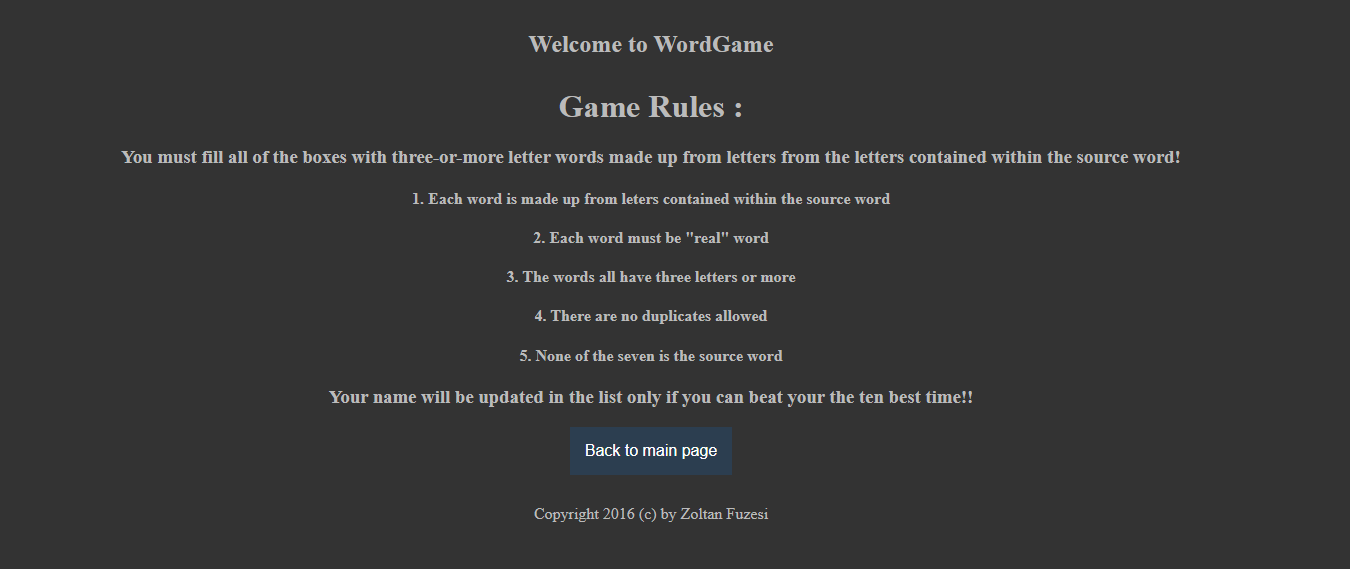 Welcome to WordGame
Game Rules :
You must fill all of the boxes with three-or-more letter words made up from letters from the letters contained within the source word!
1. Each word is made up from leters contained within the source word
2. Each word must be "real" word
3. The words all have three letters or more
4. There are no duplicates allowed
5. None of the seven is the source word
Your name will be updated in the list only if you can beat your the ten best time!!
Back to main page
Copyright 2016 (c) by Zoltan Fuzesi